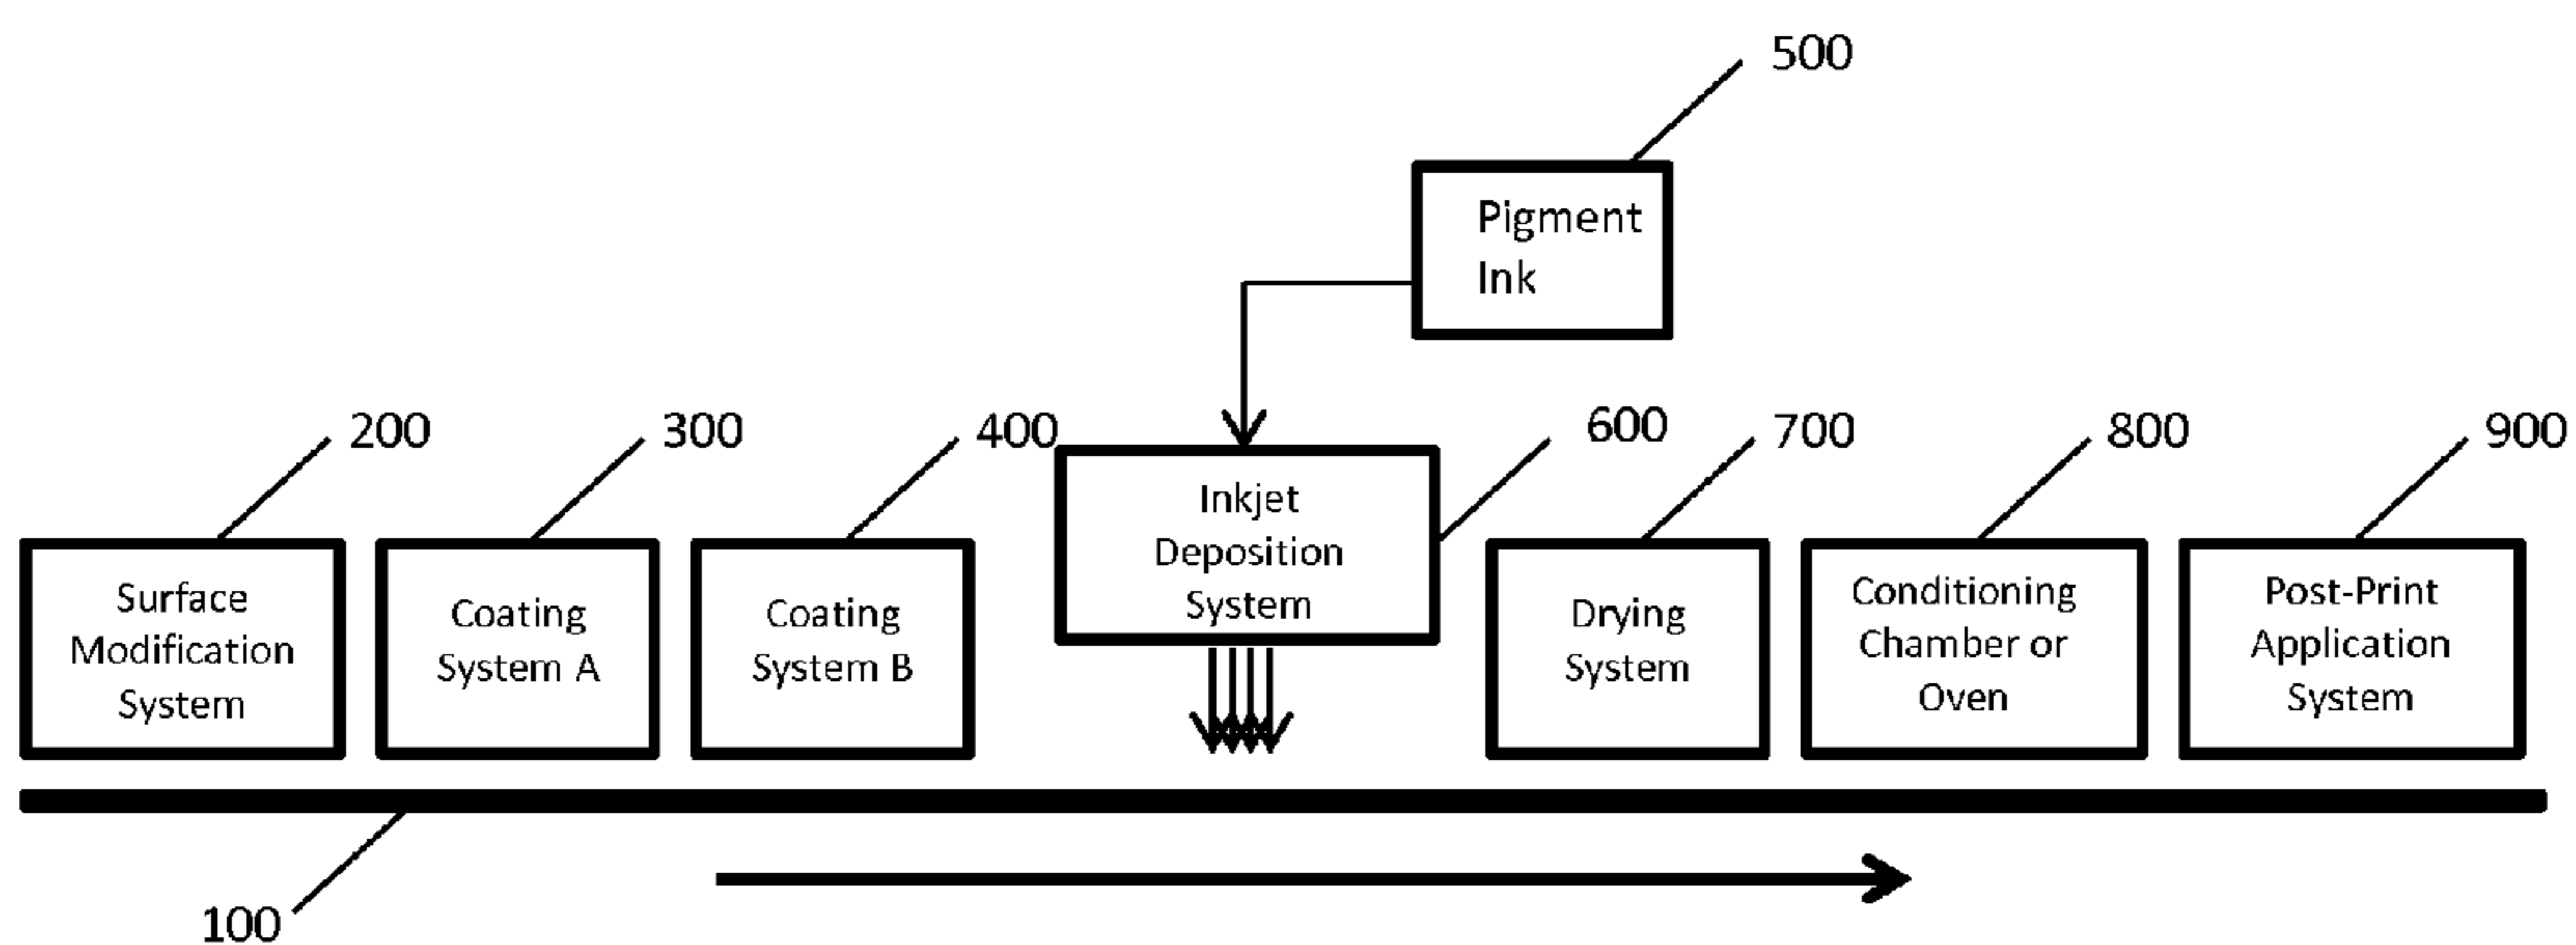 500
Pigment
Ink
200
300
400
600
700
800
900
Surface
Modification
System
Coating
System A
Coating
System B
Inkjet
Deposition
System
Drying
System
Conditioning
Chamber or
Oven
Post-Print
Application
System
100